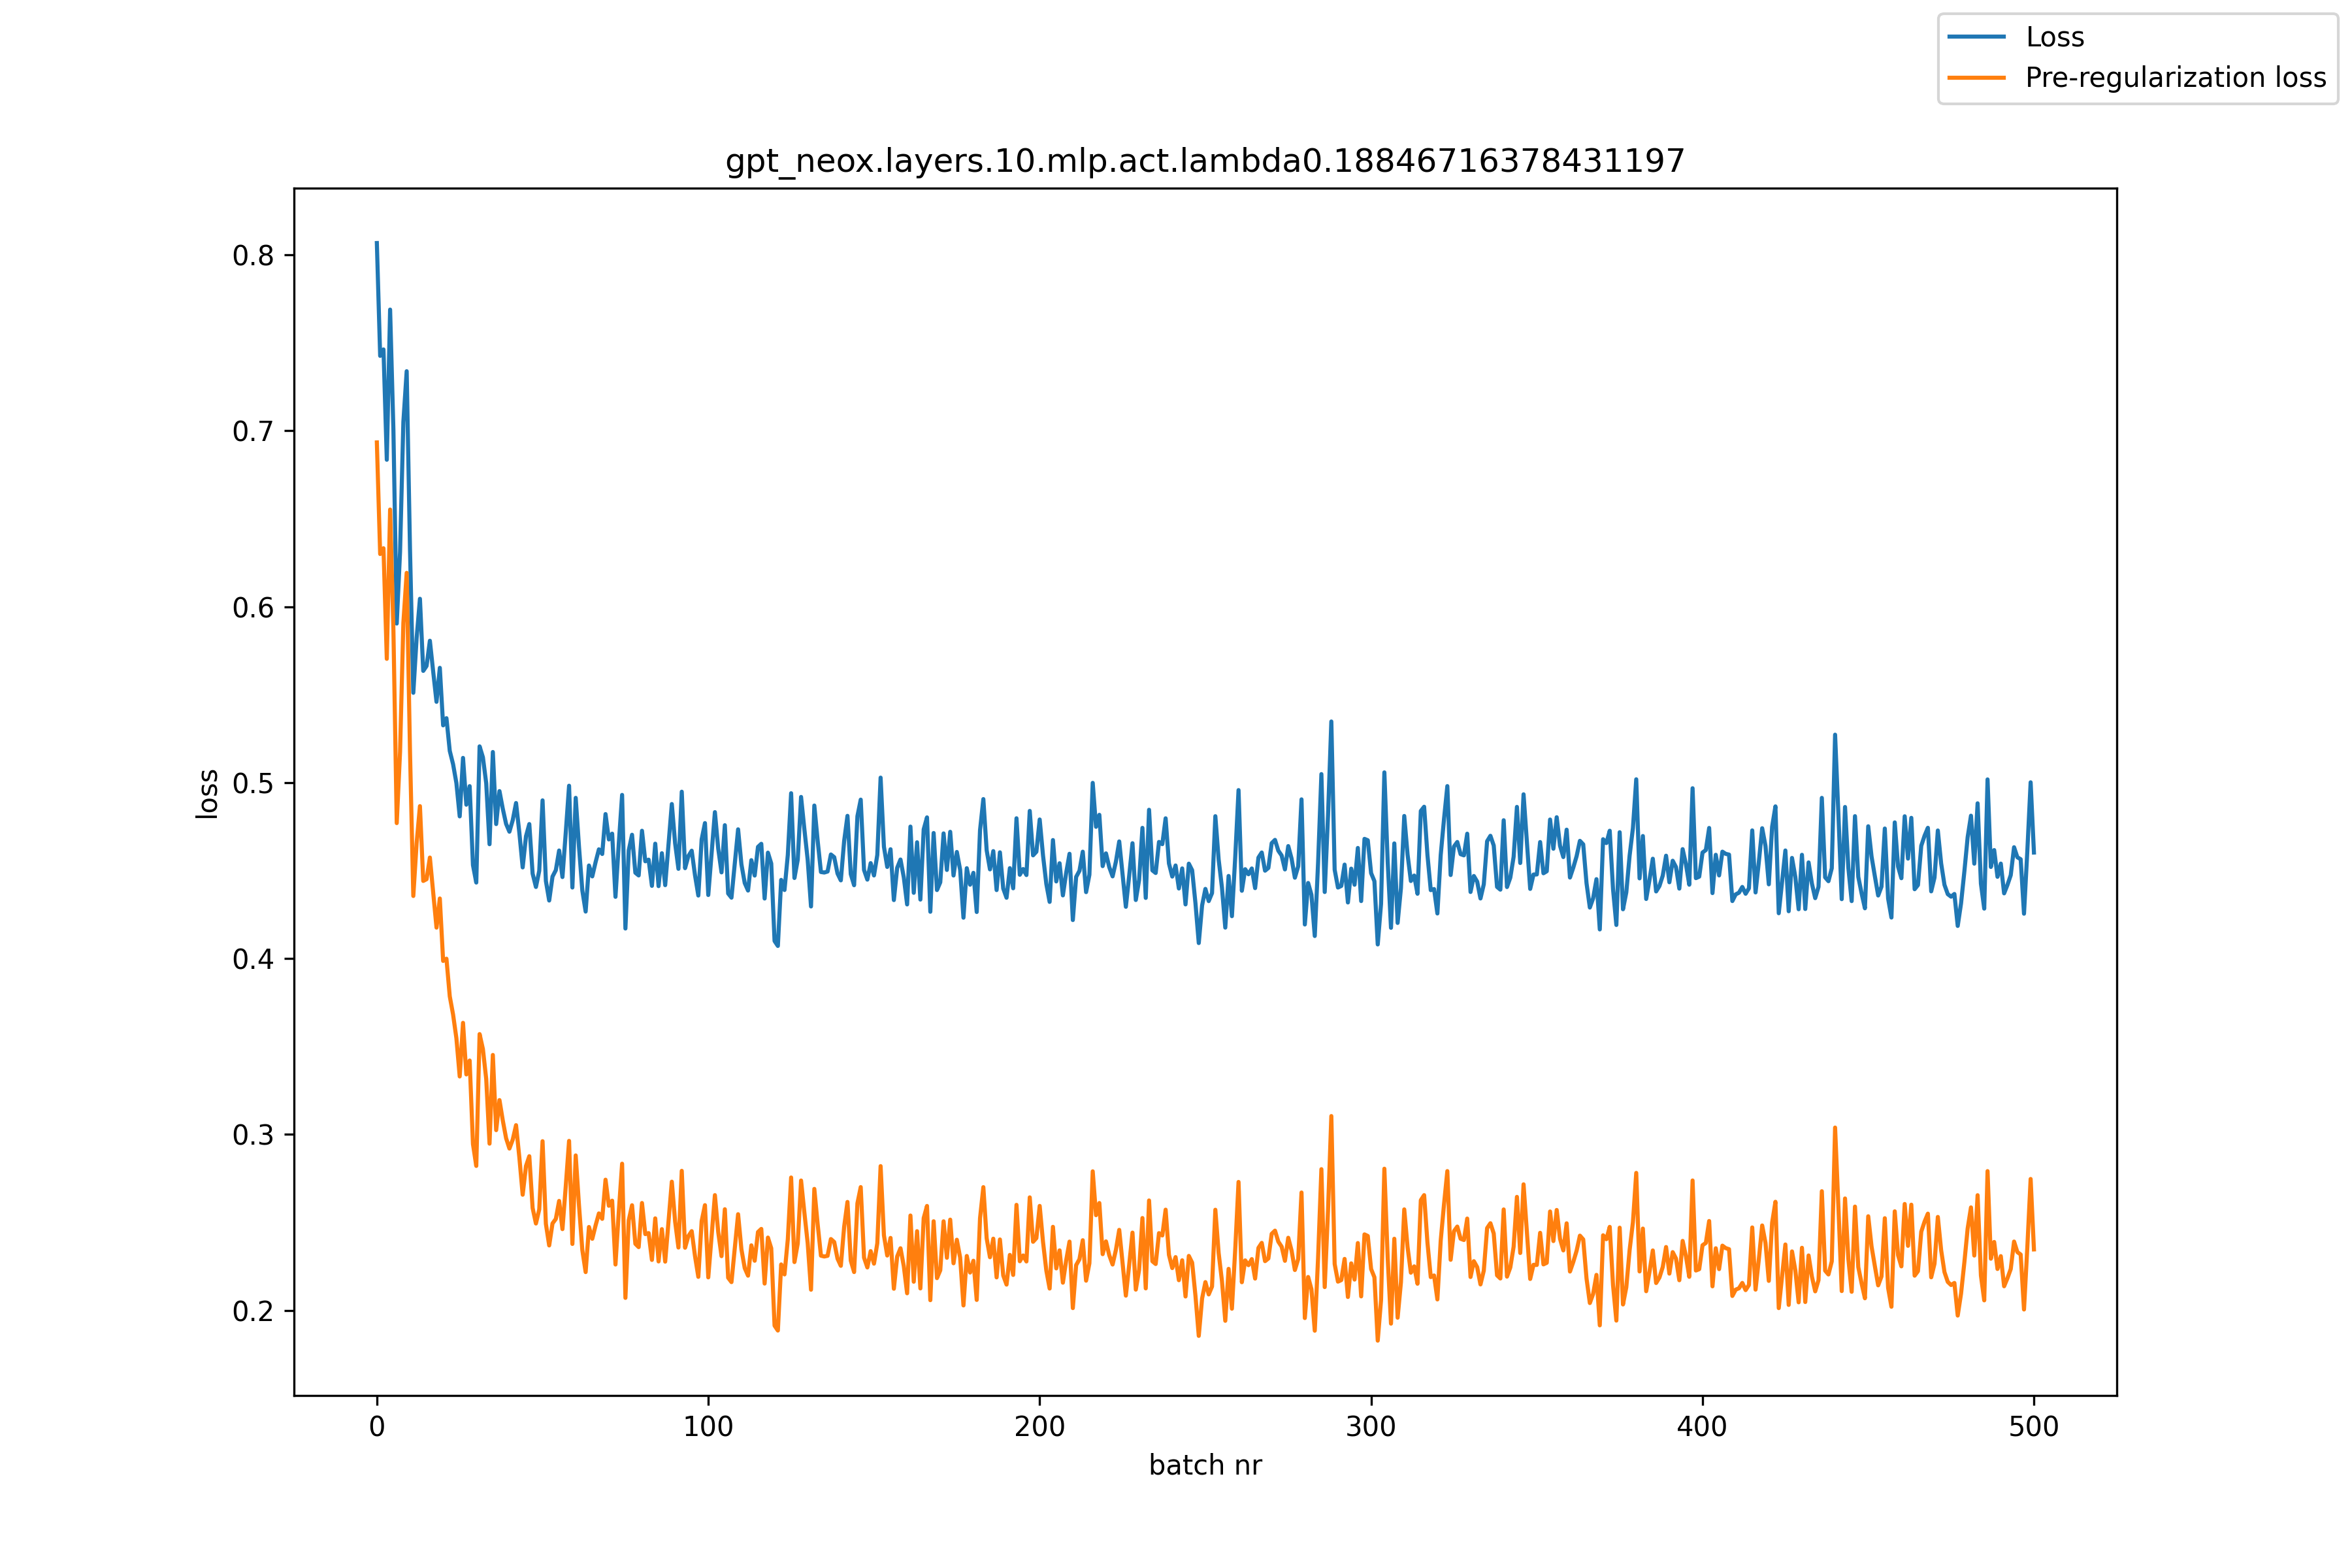 Loss
Pre-regularization loss
gpt_neox.layers.10.mlp.act.lambda0.18846716378431197
0.8
0.7
0.6
0.5
0.4
0.3
0.2
loss
0 100 200 300 400 500
batch nr